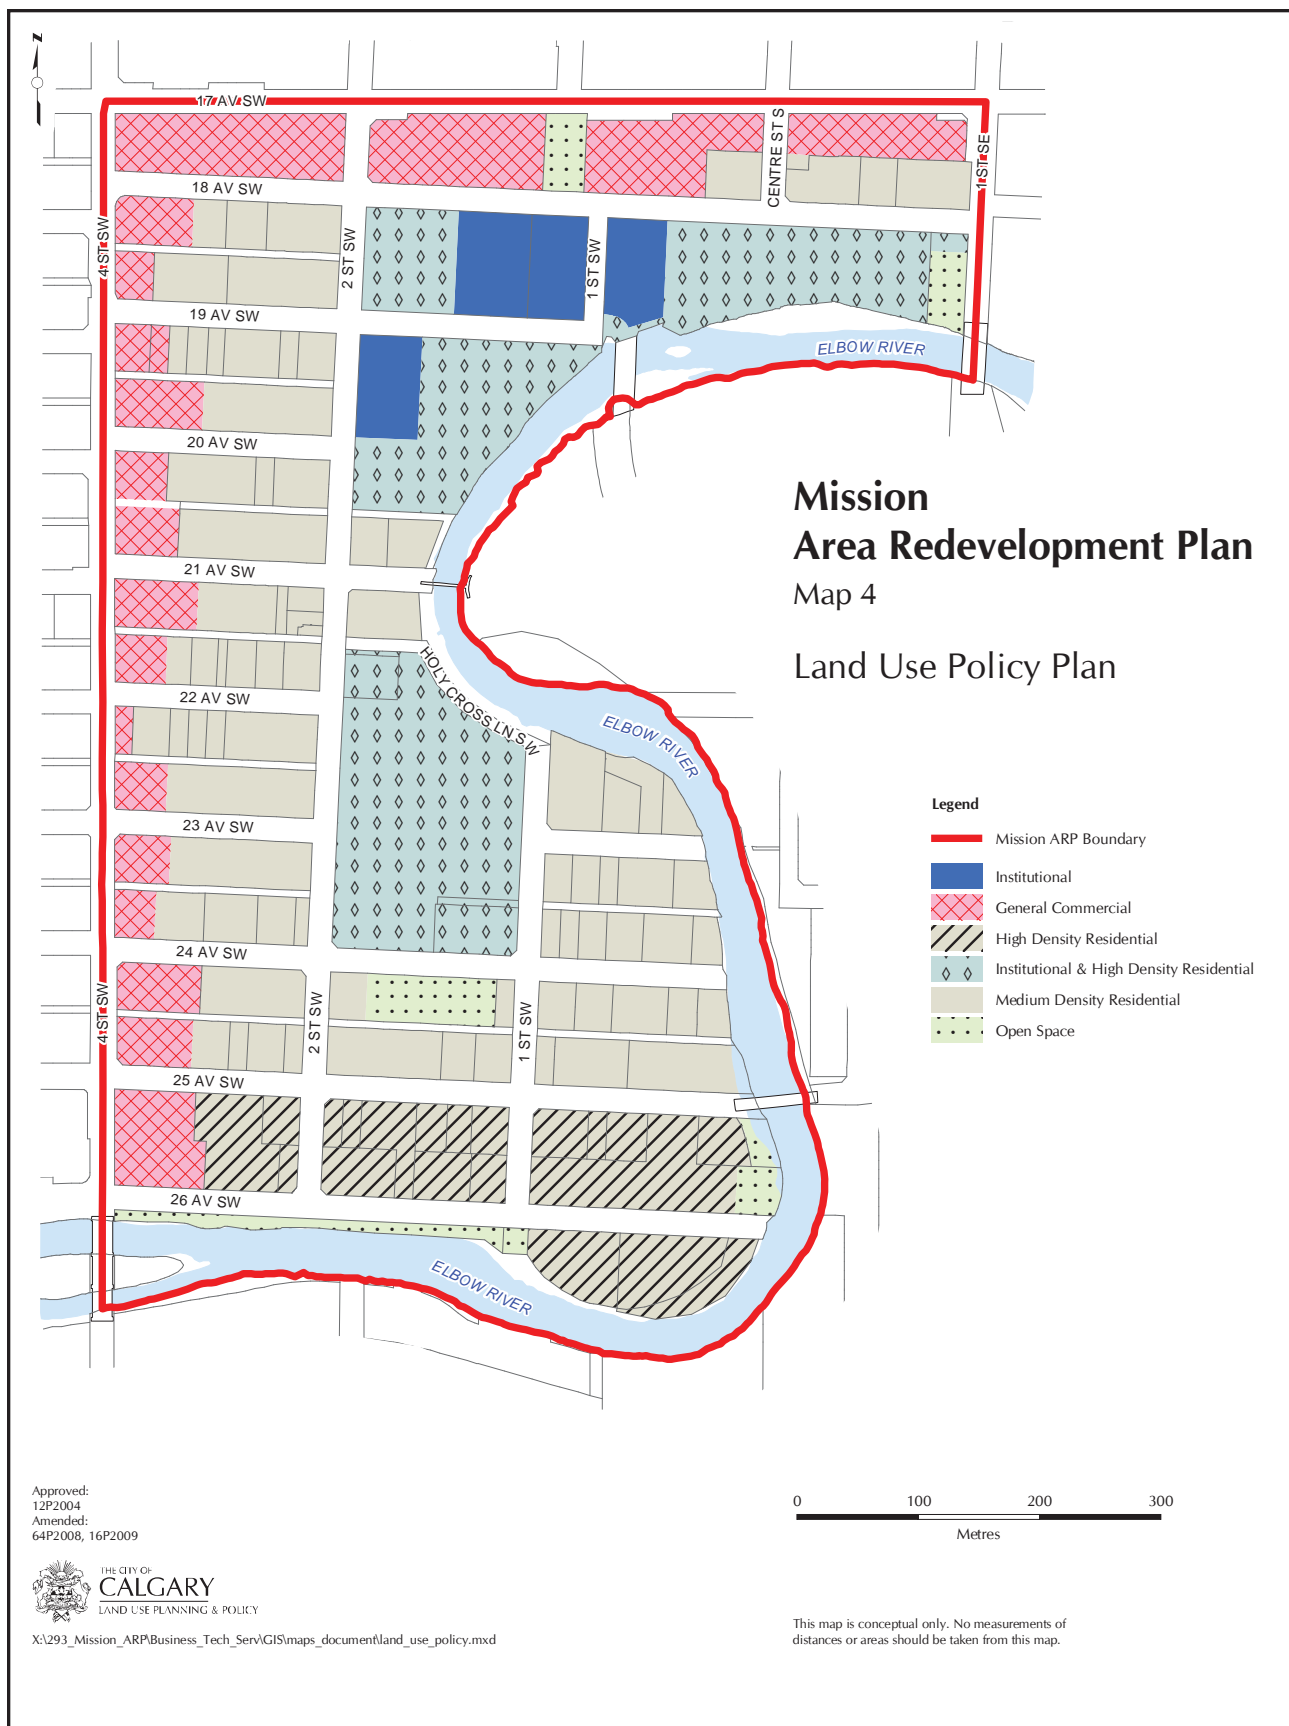 z
17 AV SW
CENTRE ST S
1 ST SE
18 AV SW
4 ST SW
2 ST SW
1 ST SW
19 AV SW
ELBOW RIVER
20 AV SW
Mission
Area Redevelopment Plan
Map 4
Land Use Policy Plan
21 AV SW
HOLY CROSS LN SW
22 AV SW
ELBOW RIVER
23 AV SW
Legend
Mission ARP Boundary
Institutional
General Commercial
High Density Residential
Institutional & High Density Residential
Medium Density Residential
Open Space
24 AV SW
4 ST SW
2 ST SW
1 ST SW
25 AV SW
26 AV SW
ELBOW RIVER
Approved:
12P2004
Amended:
64P2008, 16P2009
0 100 200 300
Metres
THE CITY OF
CALGARY
LAND USE PLANNING & POLICY
X:\293_Mission_ARP\Business_Tech_Serv\GIS\maps_document\land_use_policy.mxd
This map is conceptual only. No measurements of
distances or areas should be taken from this map.